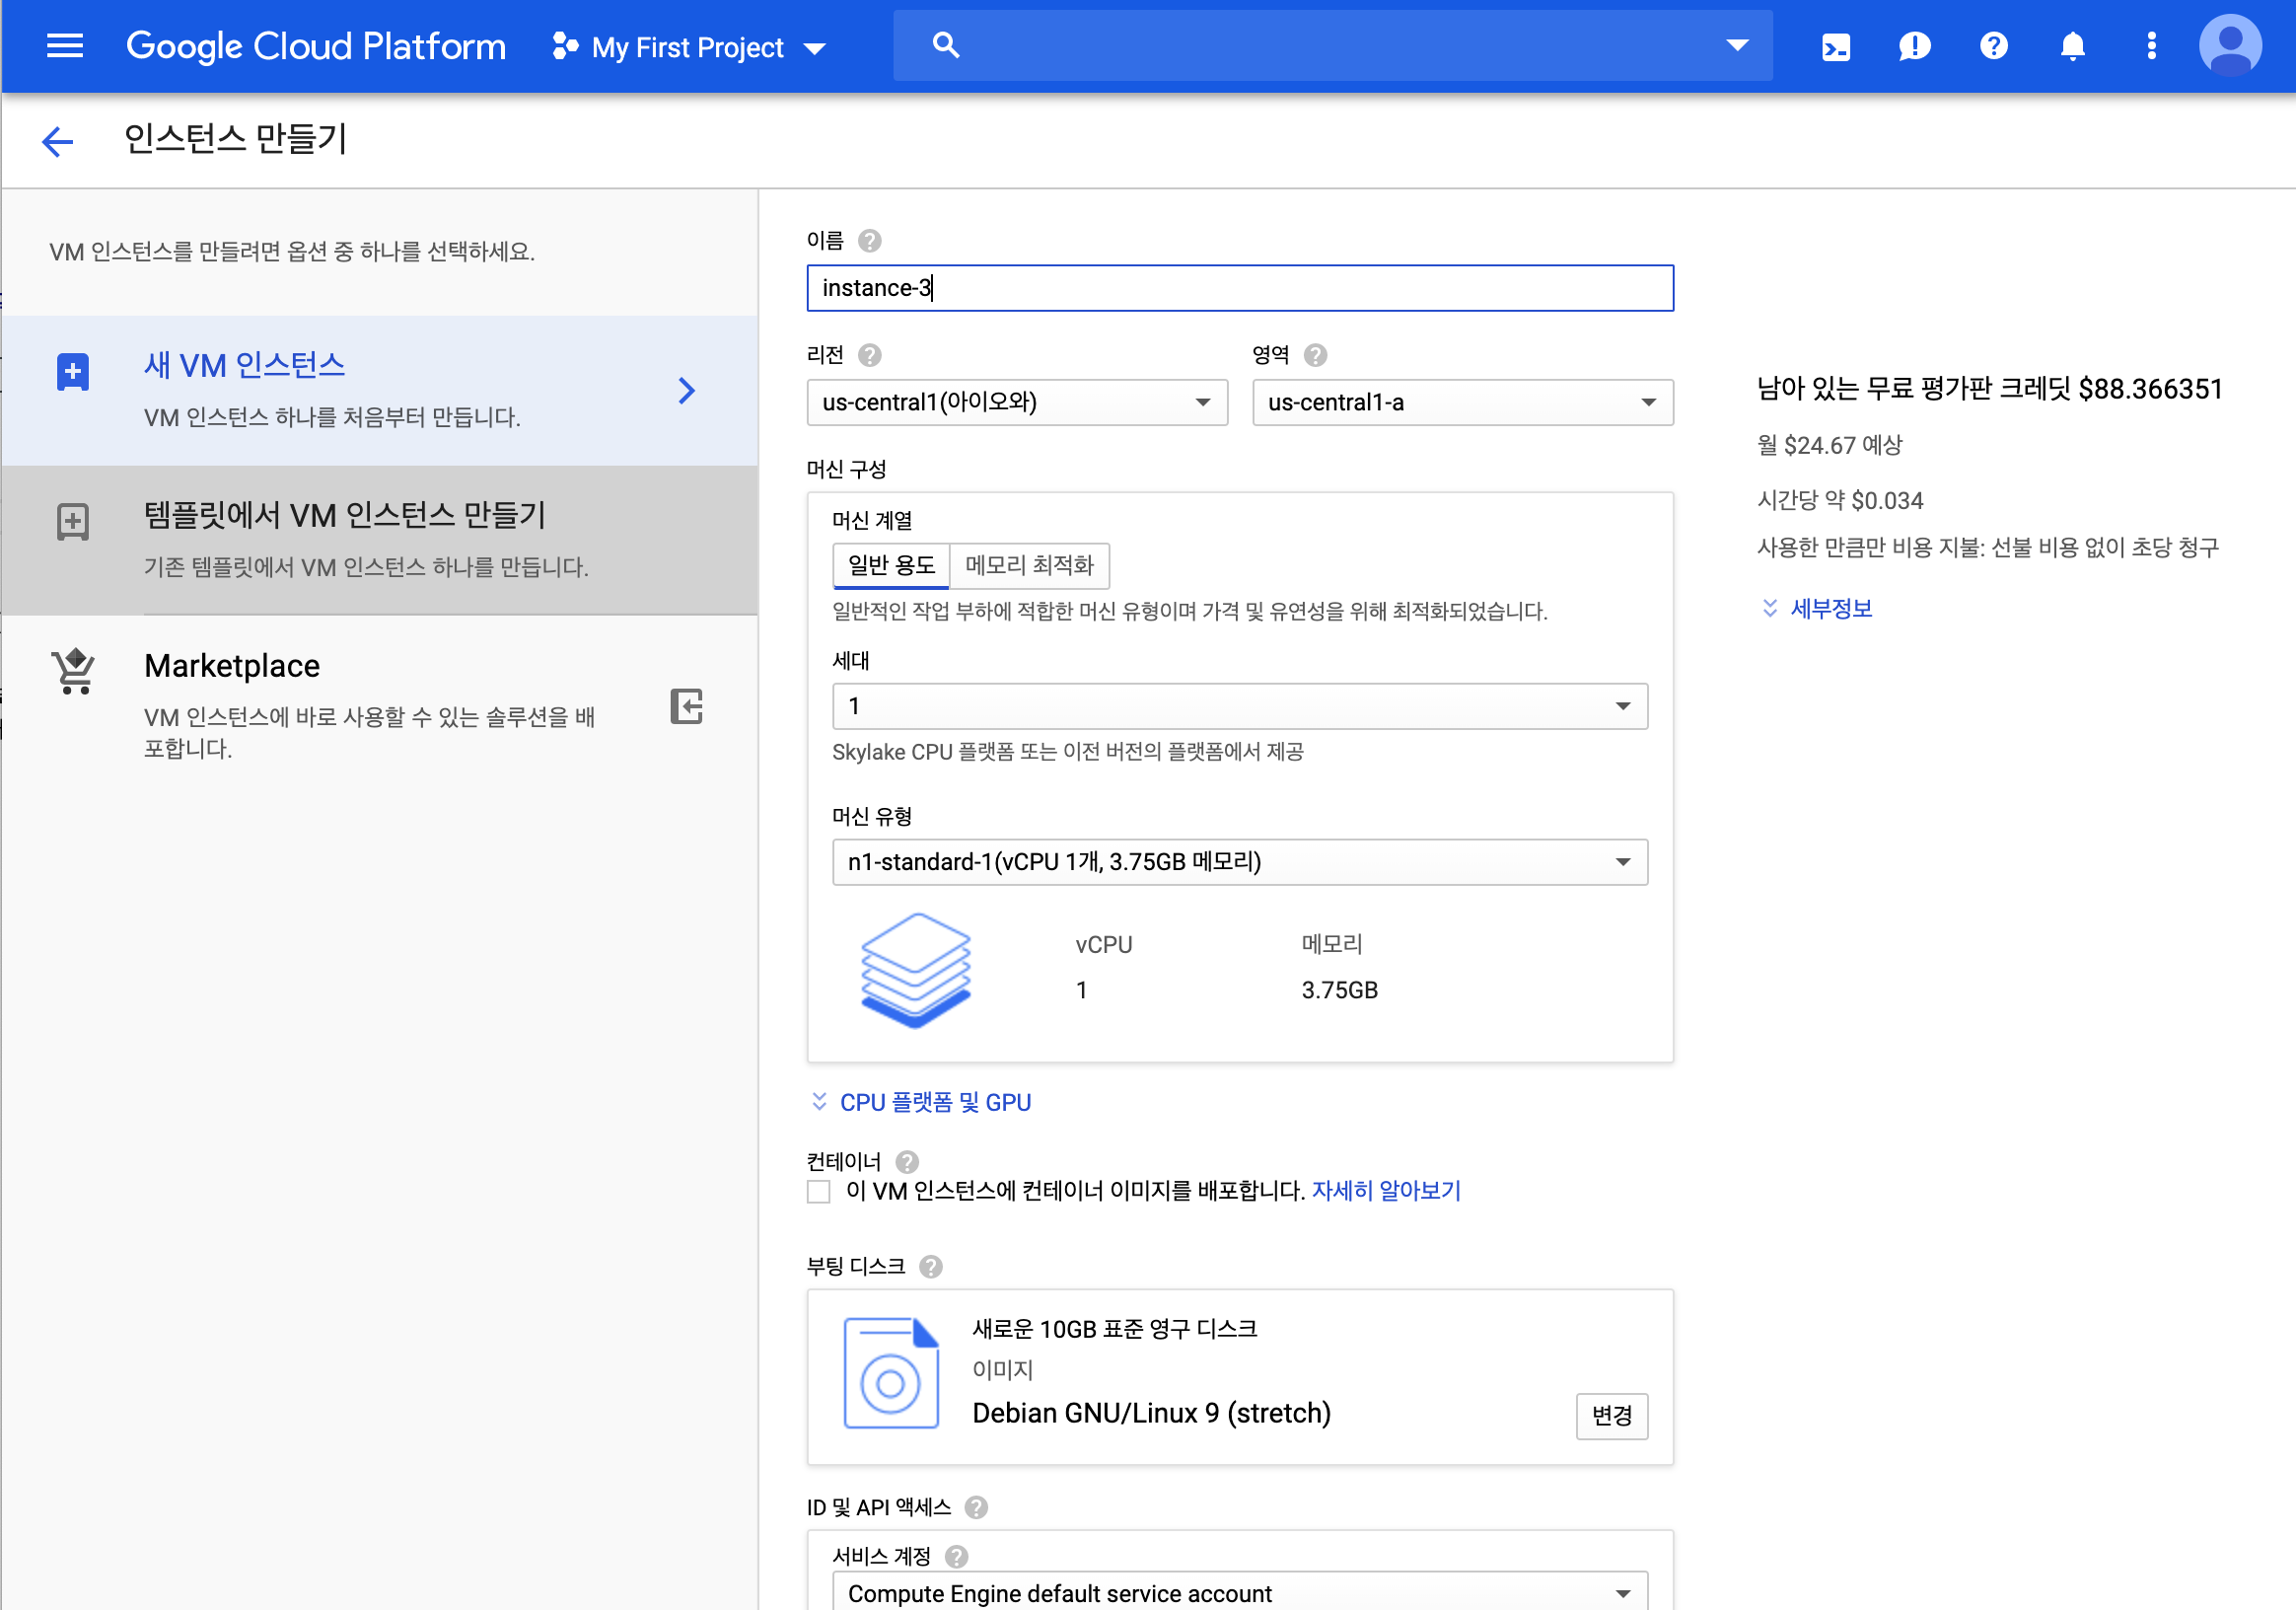 Google Cloud Platform
My First Project
인스턴스 만들기
VM 인스턴스를 만들려면 옵션 중 하나를 선택하세요.
새 VM 인스턴스
VM 인스턴스 하나를 처음부터 만듭니다.
템플릿에서 VM 인스턴스 만들기
기존 템플릿에서 VM 인스턴스 하나를 만듭니다.
Marketplace
VM 인스턴스에 바로 사용할 수 있는 솔루션을 배
포합니다.
이름
instance-3
리전
영역
us-central1(아이오와)
us-central1-a
머신 구성
머신 계열
일반 용도
메모리 최적화
일반적인 작업 부하에 적합한 머신 유형이며 가격 및 유연성을 위해 최적화되었습니다.
세대
1
Skylake CPU 플랫폼 또는 이전 버전의 플랫폼에서 제공
머신 유형
n1-standard-1(vCPU 1개, 3.75GB 메모리)
vCPU
메모리
1
3.75GB
CPU 플랫폼 및 GPU
컨테이너
이 VM 인스턴스에 컨테이너 이미지를 배포합니다. 자세히 알아보기
부팅 디스크
새로운 10GB 표준 영구 디스크
이미지
Debian GNU/Linux 9 (stretch)
변경
ID 및 API 액세스
서비스 계정
Compute Engine default service account
남아 있는 무료 평가판 크레딧 $88.366351
월 $24.67 예상
시간당 약 $0.034
사용한 만큼만 비용 지불: 선불 비용 없이 초당 청구
세부정보